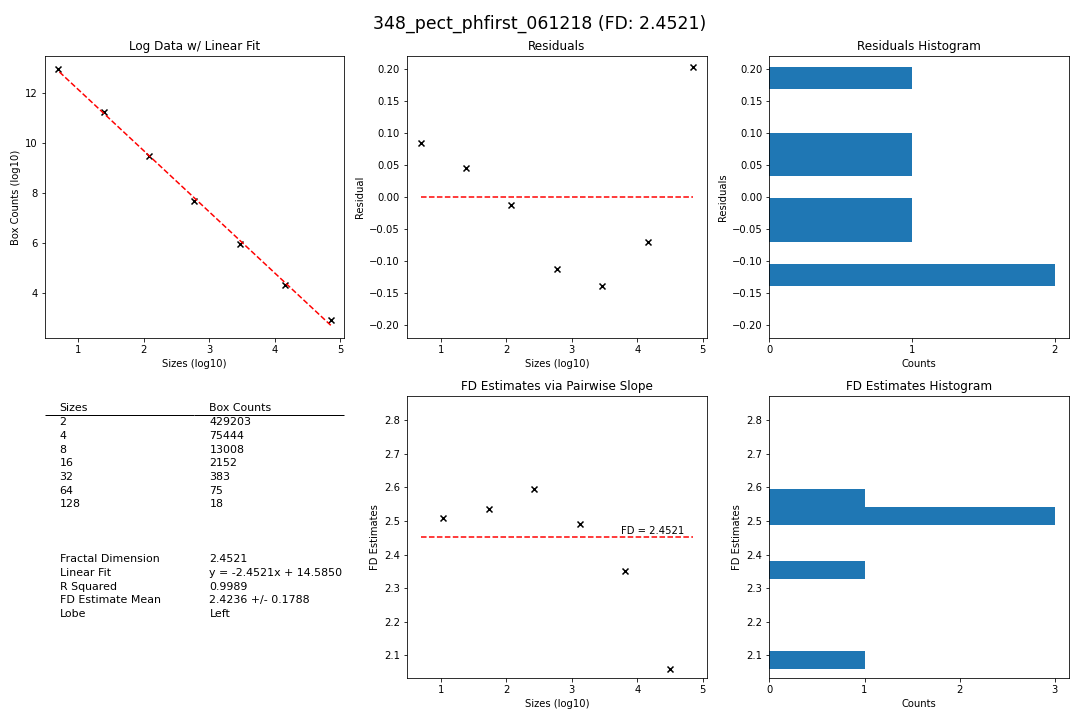 348_pect_phfirst_061218 (FD: 2.4521)
Log Data w/ Linear Fit
12
10
8
6
4
Box Counts (log10)
1 2 3 4 5
Sizes (log10)
Residuals
0.20
0.15
0.10
0.05
0.00
−0.05
−0.10
−0.15
−0.20
Residual
1 2 3 4 5
Sizes (log10)
Residuals Histogram
0.20
0.15
0.10
0.05
0.00
−0.05
−0.10
−0.15
−0.20
Residuals
0 1 2
Counts
Sizes Box Counts
2 429203
4 75444
8 13008
16 2152
32 383
64 75
128 18
Fractal Dimension 2.4521
Linear Fit y = -2.4521x + 14.5850
R Squared 0.9989
FD Estimate Mean 2.4236 +/- 0.1788
Lobe Left
FD Estimates via Pairwise Slope
2.8
2.7
2.6
2.5
2.4
2.3
2.2
2.1
FD Estimates
FD = 2.4521
1 2 3 4 5
Sizes (log10)
FD Estimates Histogram
2.8
2.7
2.6
2.5
2.4
2.3
2.2
2.1
FD Estimates
0 1 2 3
Counts